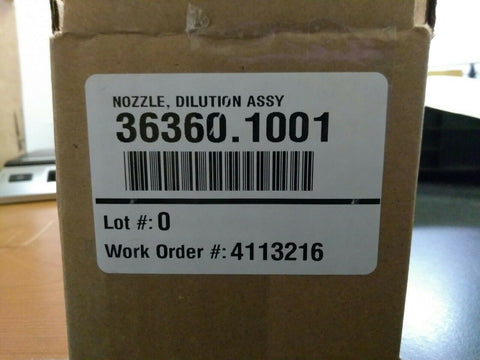 NOZZLE, DILUTION ASSY
36360.1001
Lot #: 0
Work Order #: 4113216